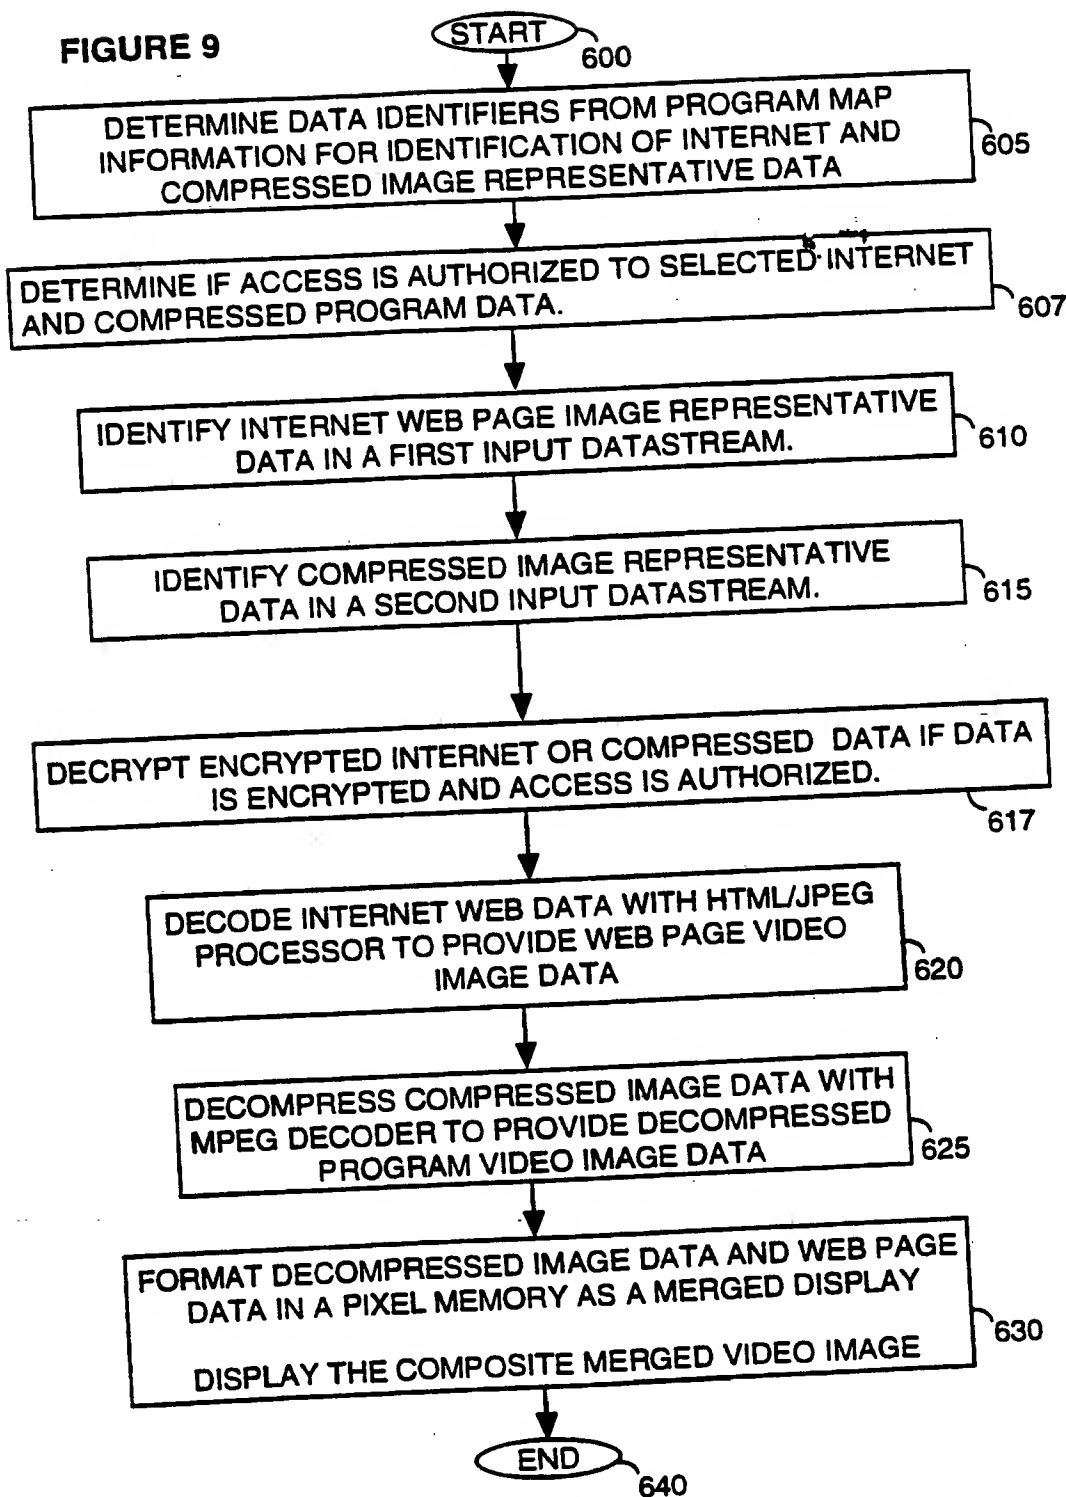 FIGURE 9
START
600
DETERMINE DATA IDENTIFIERS FROM PROGRAM MAP
INFORMATION FOR IDENTIFICATION OF INTERNET AND
COMPRESSED IMAGE REPRESENTATIVE DATA
605
DETERMINE IF ACCESS IS AUTHORIZED TO SELECTED INTERNET
AND COMPRESSED PROGRAM DATA.
607
IDENTIFY INTERNET WEB PAGE IMAGE REPRESENTATIVE
DATA IN A FIRST INPUT DATASTREAM.
610
IDENTIFY COMPRESSED IMAGE REPRESENTATIVE
DATA IN A SECOND INPUT DATASTREAM.
615
DECRYPT ENCRYPTED INTERNET OR COMPRESSED DATA IF DATA
IS ENCRYPTED AND ACCESS IS AUTHORIZED.
617
DECODE INTERNET WEB DATA WITH HTML/JPEG
PROCESSOR TO PROVIDE WEB PAGE VIDEO
IMAGE DATA
620
DECOMPRESS COMPRESSED IMAGE DATA WITH
MPEG DECODER TO PROVIDE DECOMPRESSED
PROGRAM VIDEO IMAGE DATA
625
FORMAT DECOMPRESSED IMAGE DATA AND WEB PAGE
DATA IN A PIXEL MEMORY AS A MERGED DISPLAY
DISPLAY THE COMPOSITE MERGED VIDEO IMAGE
630
END
640